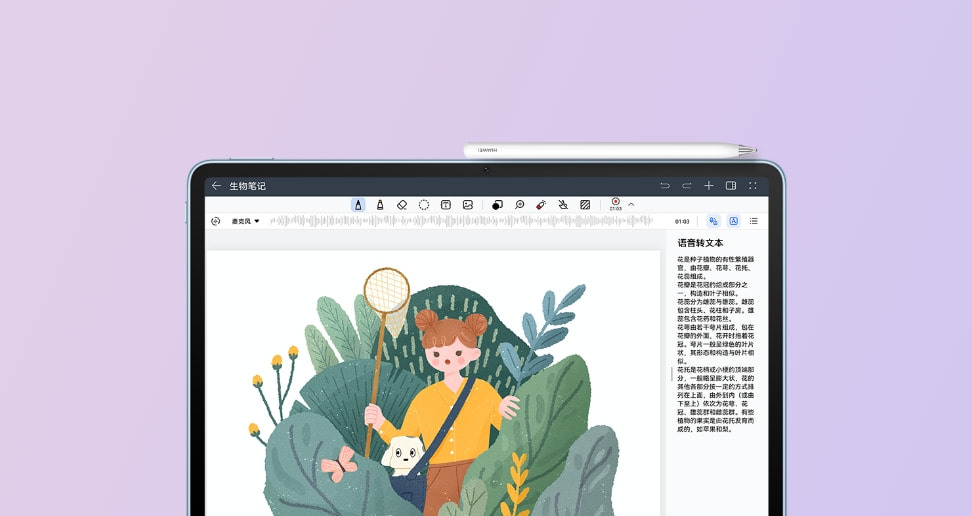 HUAWEI
生物笔记
01:03
麦克风
01:03
语音转文本
花是种子植物的有性繁殖器
官，由花瓣、花萼、花托、
花蕊组成。
花瓣是花冠的组成部分之
一，构造和叶子相似。
花蕊分为雌蕊与雄蕊。雌蕊
包含柱头、花柱和子房。雄
蕊包含花药和花丝。
花萼由若干萼片组成，包在
花瓣的外面，花开时拖着花
冠。萼片一般是绿色的叶片
状，其形态和构造与叶片相
似。
花托是花柄或小梗的顶端部
分，一般略呈膨大状，花的
其他各部分按一定的方式排
列在上面，由外到内（或由
下至上）依次为花萼、花
冠、雄蕊群和雌蕊群。有些
植物的果实是由花托发育而
成的，如苹果和梨。